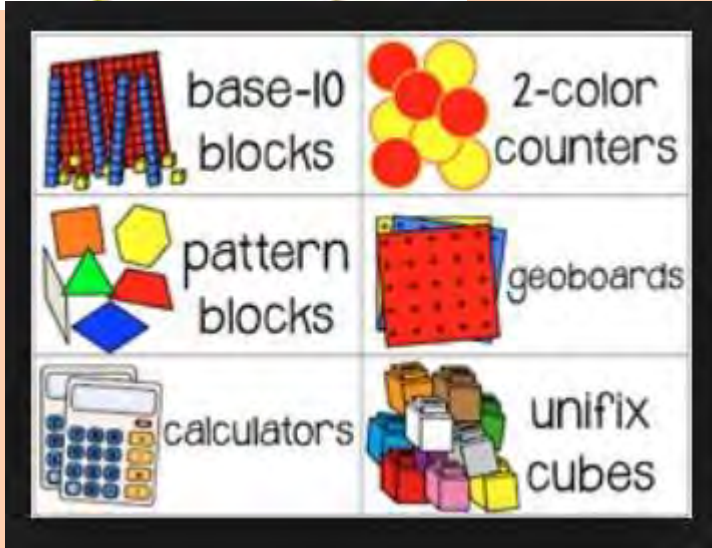 base-10
blocks
2-color
counters
pattern
blocks
geoboards
calculators
unifix
cubes